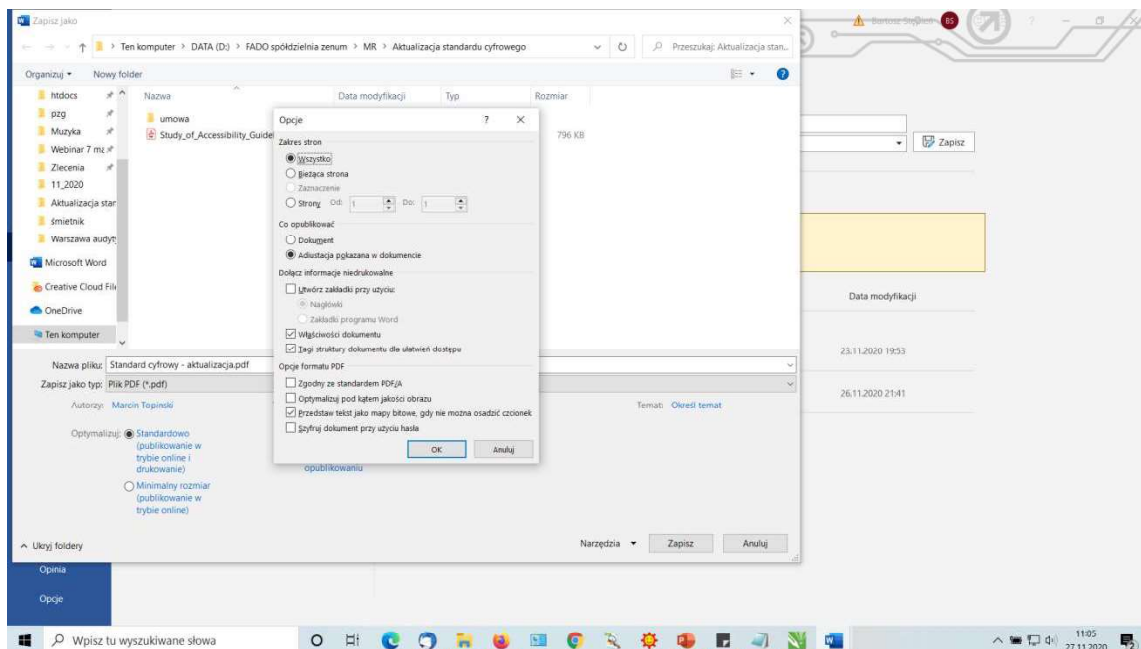 Zapisz jako
Bartosz Stępień BS ?
Ten komputer > DATA (D:) > FADO spółdzielnia zenum > MR > Aktualizacja standardu cyfrowego
Przeszukaj: Aktualizacja stan...
Organizuj Nowy folder
htdocs
pzg
Muzyka
Webinar 7 ma
Zlecenia
11_2020
Aktualizacja star
śmietnik
Warszawa audyt
Microsoft Word
Creative Cloud File
OneDrive
Ten komputer
Nazwa Data modyfikacji Typ Rozmiar
umowa
Study_of_Accessibility_Guide
796 KB
Opcje ? ×
Zakres stron
Wszystko
Bieżąca strona
Zaznaczenie
Strony Od: 1 Do: 1
Co opublikować
Dokument
Adiustacja pokazana w dokumencie
Dołącz informacje niedrukowalne
Utwórz zakładki przy użyciu:
Nagłówki
Zakładki programu Word
Właściwości dokumentu
Tagi struktury dokumentu dla ułatwień dostępu
Opcje formatu PDF
Zgodny ze standardem PDF/A
Optymalizuj pod kątem jakości obrazu
Przedstaw tekst jako mapy bitowe, gdy nie można osadzić czcionek
Szyfruj dokument przy użyciu hasła
OK Anuluj
Zapisz
Data modyfikacji
23.11.2020 19:53
26.11.2020 21:41
Nazwa pliku: Standard cyfrowy - aktualizacja.pdf
Zapisz jako typ: Plik PDF (*.pdf)
Autorzy: Marcin Topinski
Temat: Określ temat
Optymalizuj: Standardowo
(publikowanie w
trybie online i
drukowanie)
opublikowaniu
Minimalny rozmiar
(publikowanie w
trybie online)
Ukryj foldery
Narzędzia Zapisz Anuluj
Opinia
Opcje
Wpisz tu wyszukiwane słowa
11:05
27.11.2020
2